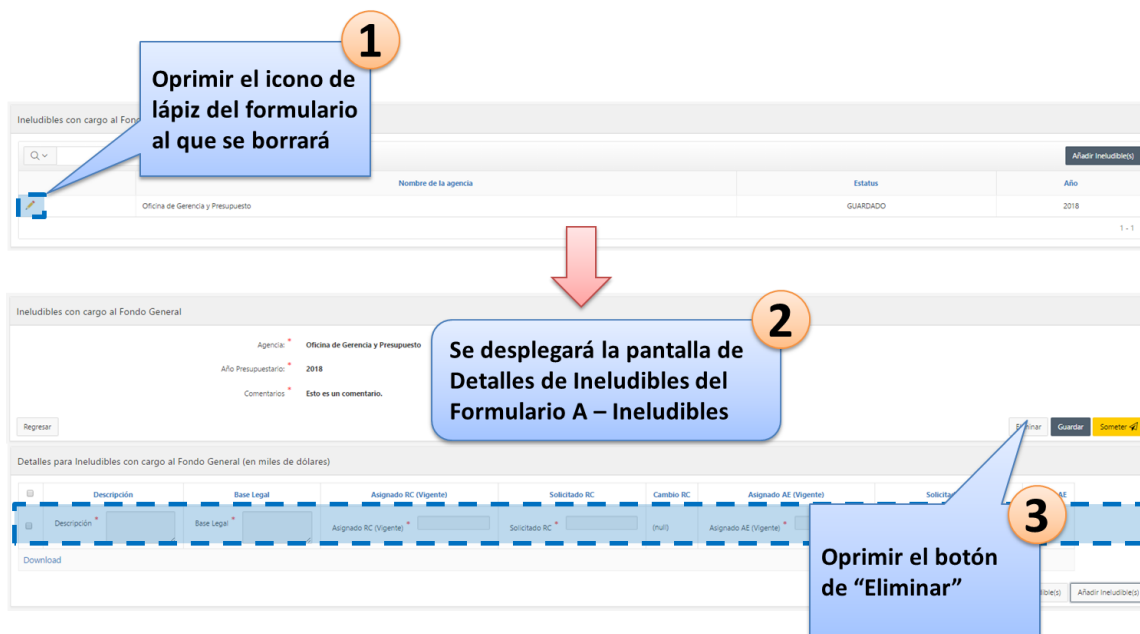 1
Oprimir el icono de
lápiz del formulario
al que se borrará
Ineludibles con cargo al
Añadir Ineludible(s)
Nombre de la agencia
Estatus
Año
Oficina de Gerencia y Presupuesto
GUARDADO
2018
1 - 1
2
Se desplegará la pantalla de
Detalles de Ineludibles del
Formulario A – Ineludibles
Ineludibles con cargo al Fondo General
Agencia: * Oficina de Gerencia y Presupuesto
Año Presupuestario: * 2018
Comentarios * Esto es un comentario.
Regresar
Guardar
Someter
Detalles para Ineludibles con cargo al Fondo General (en miles de dólares)
Descripción
Base Legal
Asignado RC (Vigente)
Solicitado RC
Cambio RC
Asignado AE (Vigente)
AE
Descripción *
Base Legal *
Asignado RC (Vigente) *
Solicitado RC *
(null)
Asignado AE (Vigente) *
Download
3
Oprimir el botón
de “Eliminar”
Añadir Ineludible(s)